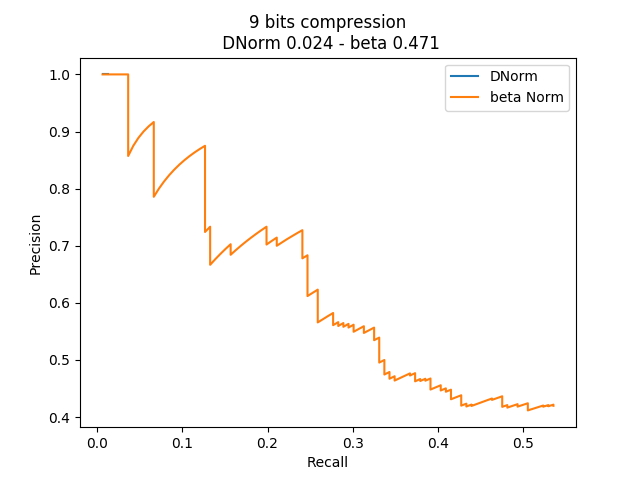 9 bits compression
DNorm 0.024 - beta 0.471
DNorm
beta Norm
1.0
0.9
0.8
0.7
0.6
0.5
0.4
Precision
0.0
0.1
0.2
0.3
0.4
0.5
Recall